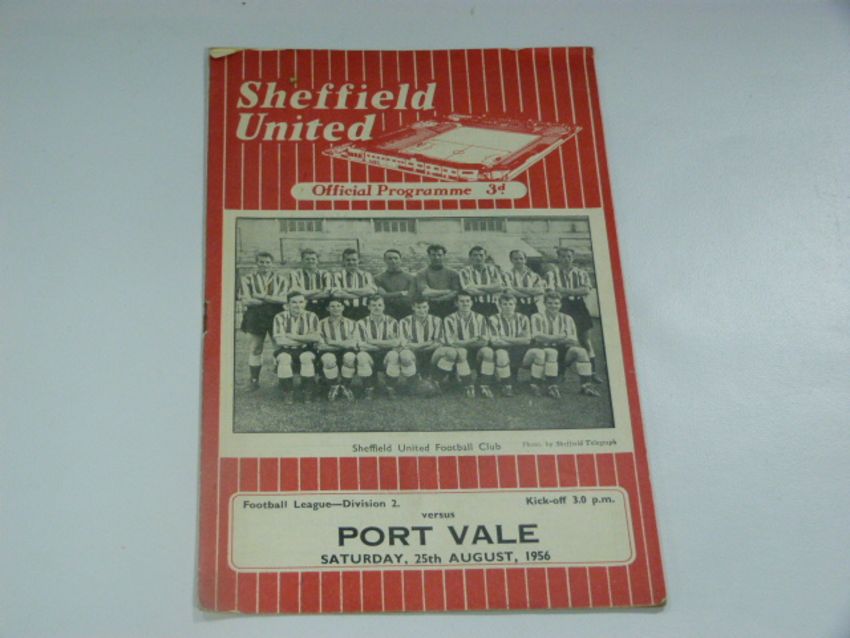 Sheffield
United
Official Programme 3d
Sheffield United Football Club
Photo. by Sheffield Telegraph
Football League—Division 2.
Kick-off 3.0 p.m.
versus
PORT VALE
SATURDAY, 25th AUGUST, 1956